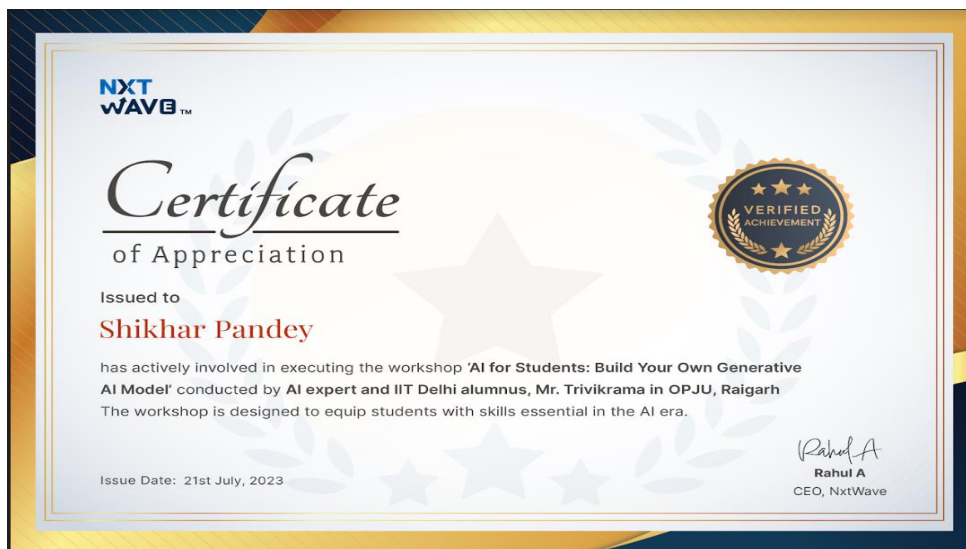 NXT
WAVE TM
Certificate
of Appreciation
VERIFIED
ACHIEVEMENT
Issued to
Shikhar Pandey
has actively involved in executing the workshop 'AI for Students: Build Your Own Generative
AI Model' conducted by AI expert and IIT Delhi alumnus, Mr. Trivikrama in OPJU, Raigarh
The workshop is designed to equip students with skills essential in the AI era.
Issue Date: 21st July, 2023
Rahul A
Rahul A
CEO, NxtWave